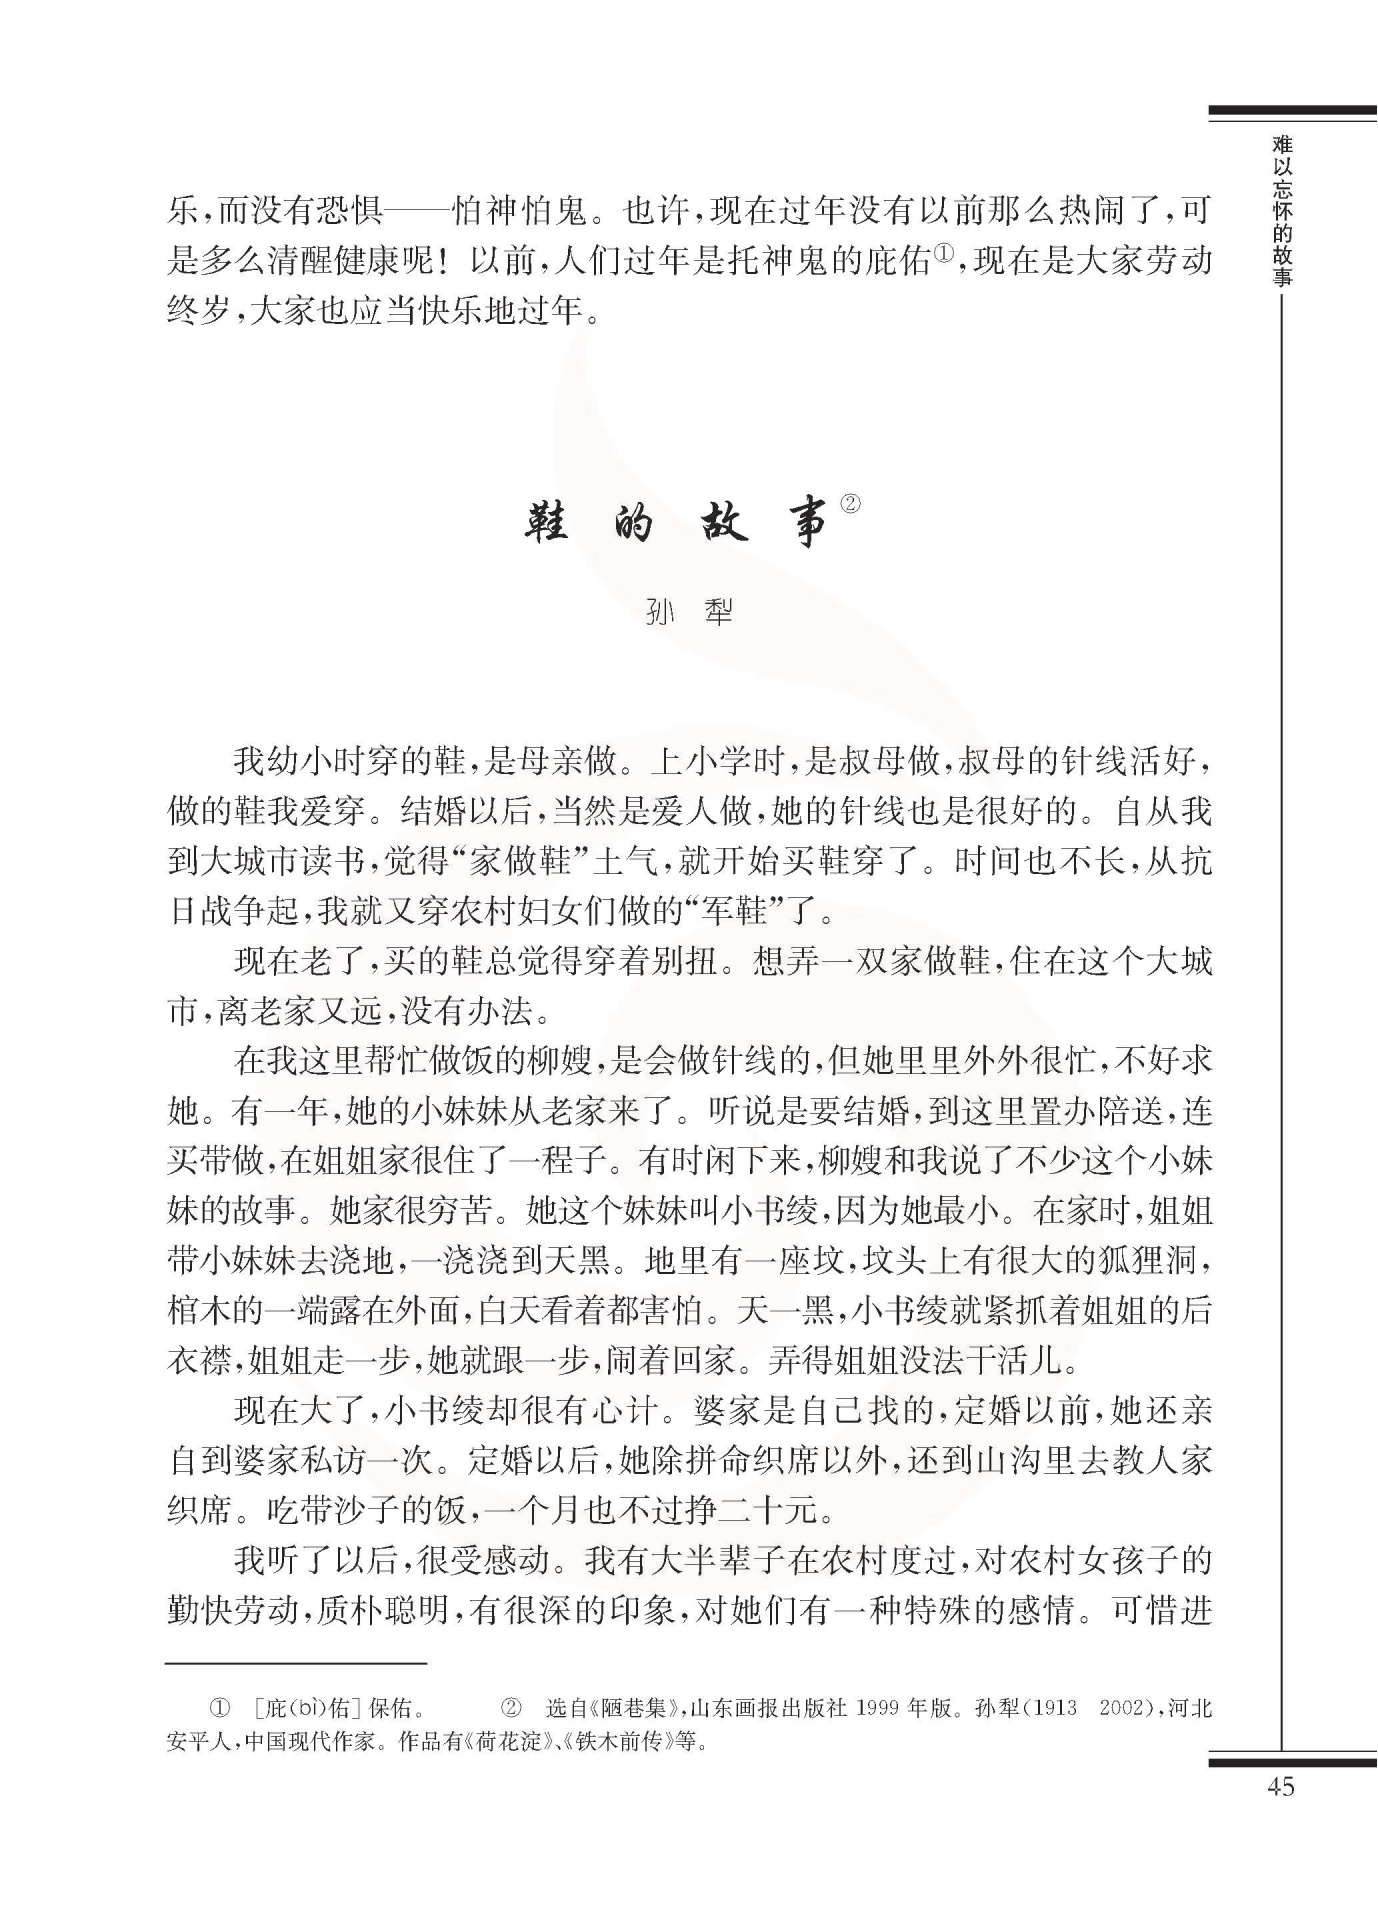 难以忘怀的故事
乐,而没有恐惧——怕神怕鬼。也许,现在过年没有以前那么热闹了,可
是多么清醒健康呢!以前,人们过年是托神鬼的庇佑①,现在是大家劳动
终岁,大家也应当快乐地过年。
鞋的故事②
孙 犁
我幼小时穿的鞋,是母亲做。上小学时,是叔母做,叔母的针线活好,
做的鞋我爱穿。结婚以后,当然是爱人做,她的针线也是很好的。自从我
到大城市读书,觉得“家做鞋”土气,就开始买鞋穿了。时间也不长,从抗
日战争起,我就又穿农村妇女们做的“军鞋”了。
现在老了,买的鞋总觉得穿着别扭。想弄一双家做鞋,住在这个大城
市,离老家又远,没有办法。
在我这里帮忙做饭的柳嫂,是会做针线的,但她里里外外很忙,不好求
她。有一年,她的小妹妹从老家来了。听说是要结婚,到这里置办陪送,连
买带做,在姐姐家很住了一程子。有时闲下来,柳嫂和我说了不少这个小妹
妹的故事。她家很穷苦。她这个妹妹叫小书绫,因为她最小。在家时,姐姐
带小妹妹去浇地,一浇浇到天黑。地里有一座坟,坟头上有很大的狐狸洞,
棺木的一端露在外面,白天看着都害怕。天一黑,小书绫就紧抓着姐姐的后
衣襟,姐姐走一步,她就跟一步,闹着回家。弄得姐姐没法干活儿。
现在大了,小书绫却很有心计。婆家是自己找的,定婚以前,她还亲
自到婆家私访一次。定婚以后,她除拼命织席以外,还到山沟里去教人家
织席。吃带沙子的饭,一个月也不过挣二十元。
我听了以后,很受感动。我有大半辈子在农村度过,对农村女孩子的
勤快劳动,质朴聪明,有很深的印象,对她们有一种特殊的感情。可惜进
① [庇(bì)佑]保佑。 ② 选自《陋巷集》,山东画报出版社 1999 年版。孙犁(1913 2002),河北
安平人,中国现代作家。作品有《荷花淀》、《铁木前传》等。
45